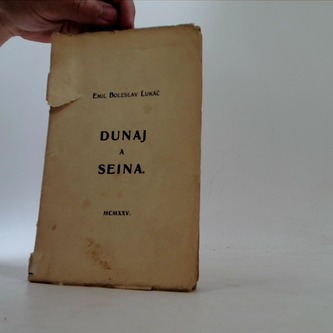 Emil Boleslav Lukáč
DUNAJ
A
SEINA.
MCMXXV.